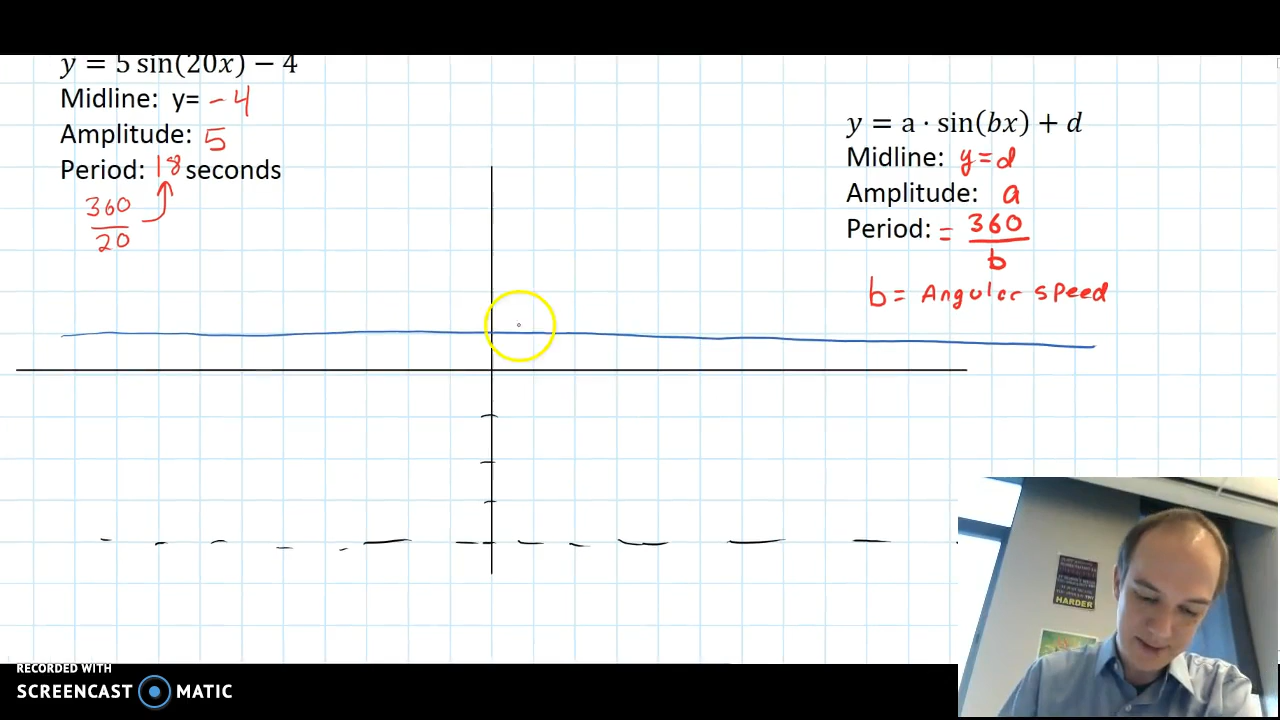 y = 5 sin(20x) − 4
Midline: y= -4
Amplitude: 5
Period: 18 seconds
360
20
y = a · sin(bx) + d
Midline: y=d
Amplitude: a
Period: = 360
b
b= Angular speed
HARDER
RECORDED WITH
SCREENCAST MATIC